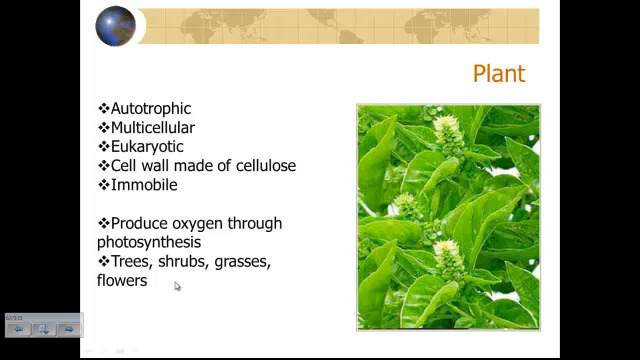 Plant
❖Autotrophic
❖Multicellular
❖Eukaryotic
❖Cell wall made of cellulose
❖Immobile
❖Produce oxygen through
photosynthesis
❖Trees, shrubs, grasses,
flowers